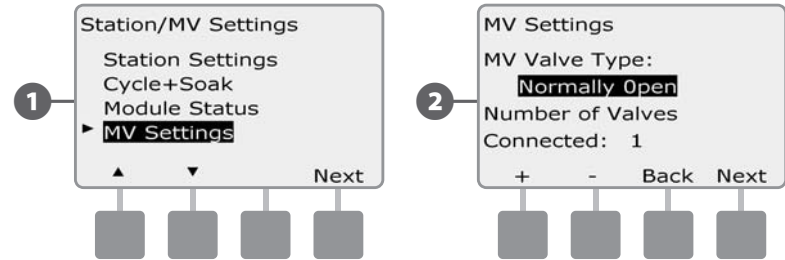 1
Station/MV Settings
Station Settings
Cycle+Soak
Module Status
► MV Settings
▲ ▼ Next
2
MV Settings
MV Valve Type:
Normally Open
Number of Valves
Connected: 1
+ - Back Next